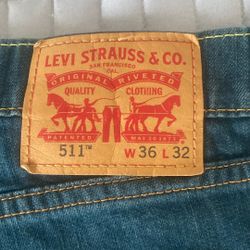 LEVI STRAUSS & CO.
SAN FRANCISCO
CAL.
ORIGINAL RIVETED
QUALITY CLOTHING
PATENTED MAY 20 1873
511™ W 36 L 32